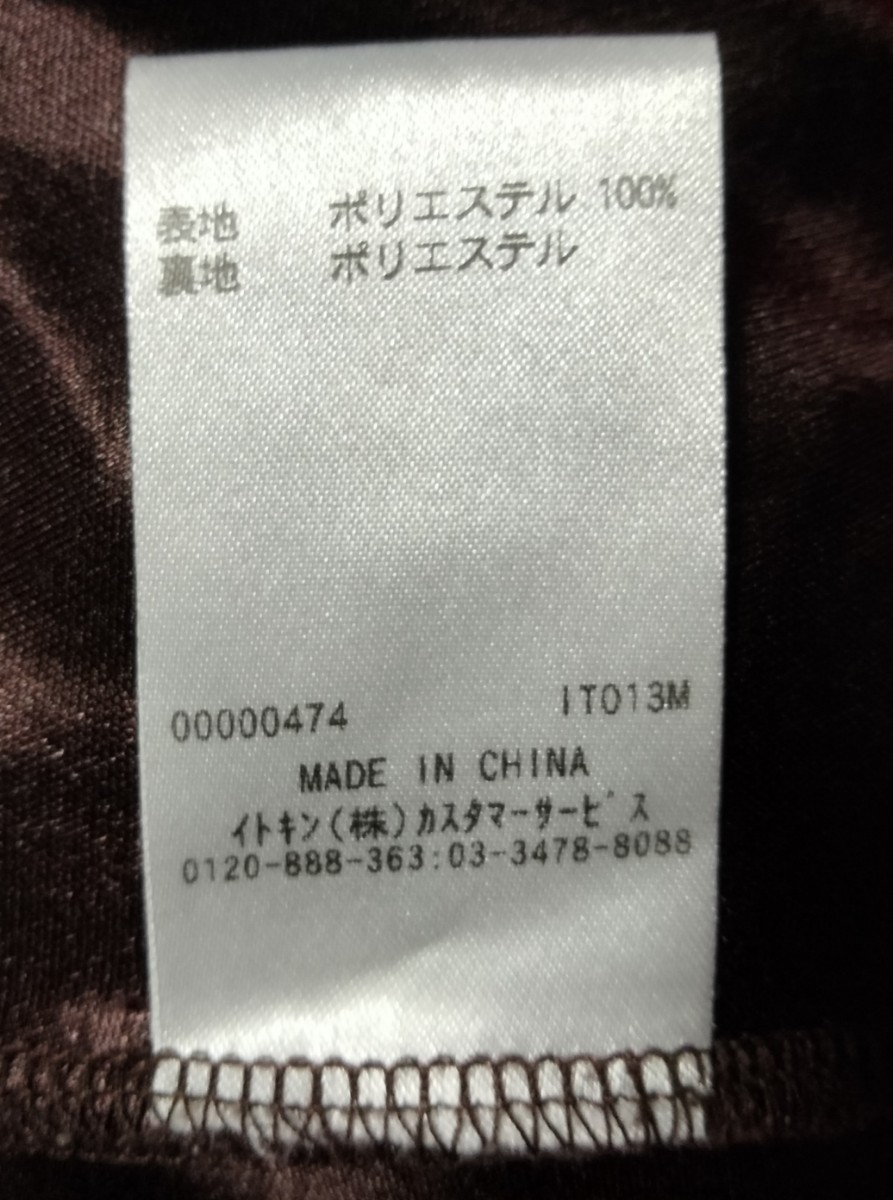 表地 ポリエステル 100%
裏地 ポリエステル
00000474 IT013M
MADE IN CHINA
イトキン(株)カスタマーサービス
0120-888-363:03-3478-8088